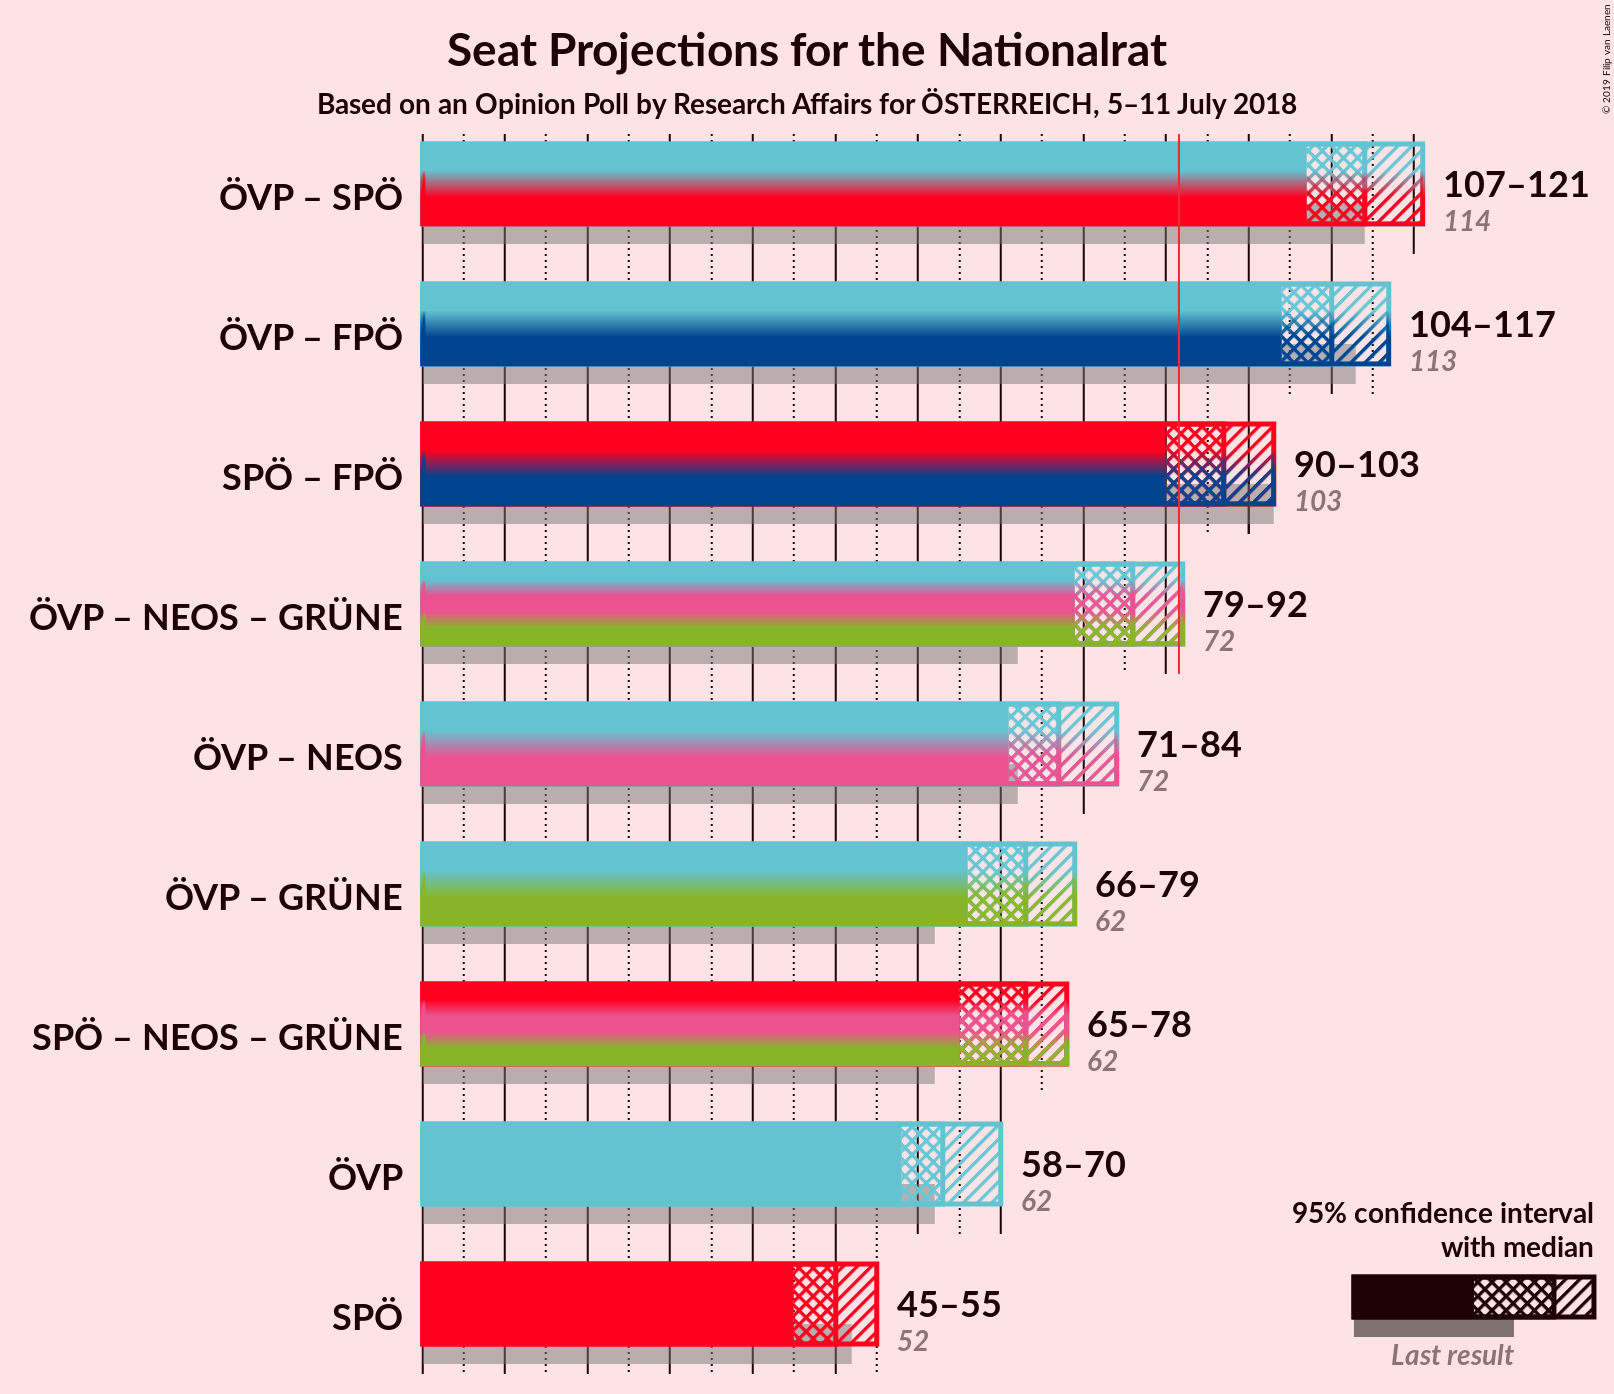 Seat Projections for the Nationalrat
Based on an Opinion Poll by Research Affairs for ÖSTERREICH, 5–11 July 2018
© 2019 Filip van Laenen
ÖVP – SPÖ
107–121
114
ÖVP – FPÖ
104–117
113
SPÖ – FPÖ
90–103
103
ÖVP – NEOS – GRÜNE
79–92
72
ÖVP – NEOS
71–84
72
ÖVP – GRÜNE
66–79
62
SPÖ – NEOS – GRÜNE
65–78
62
ÖVP
58–70
62
SPÖ
45–55
52
95% confidence interval
with median
Last result